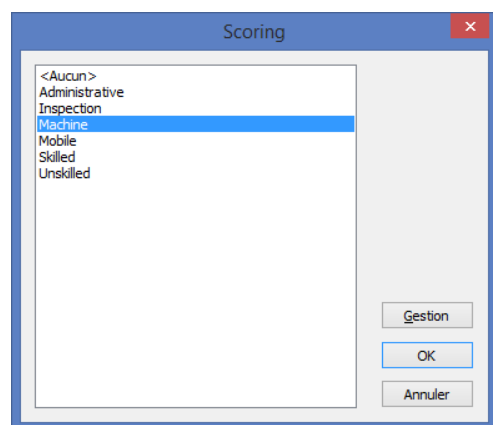 Scoring
<Aucun>
Administrative
Inspection
Machine
Mobile
Skilled
Unskilled
Gestion
OK
Annuler